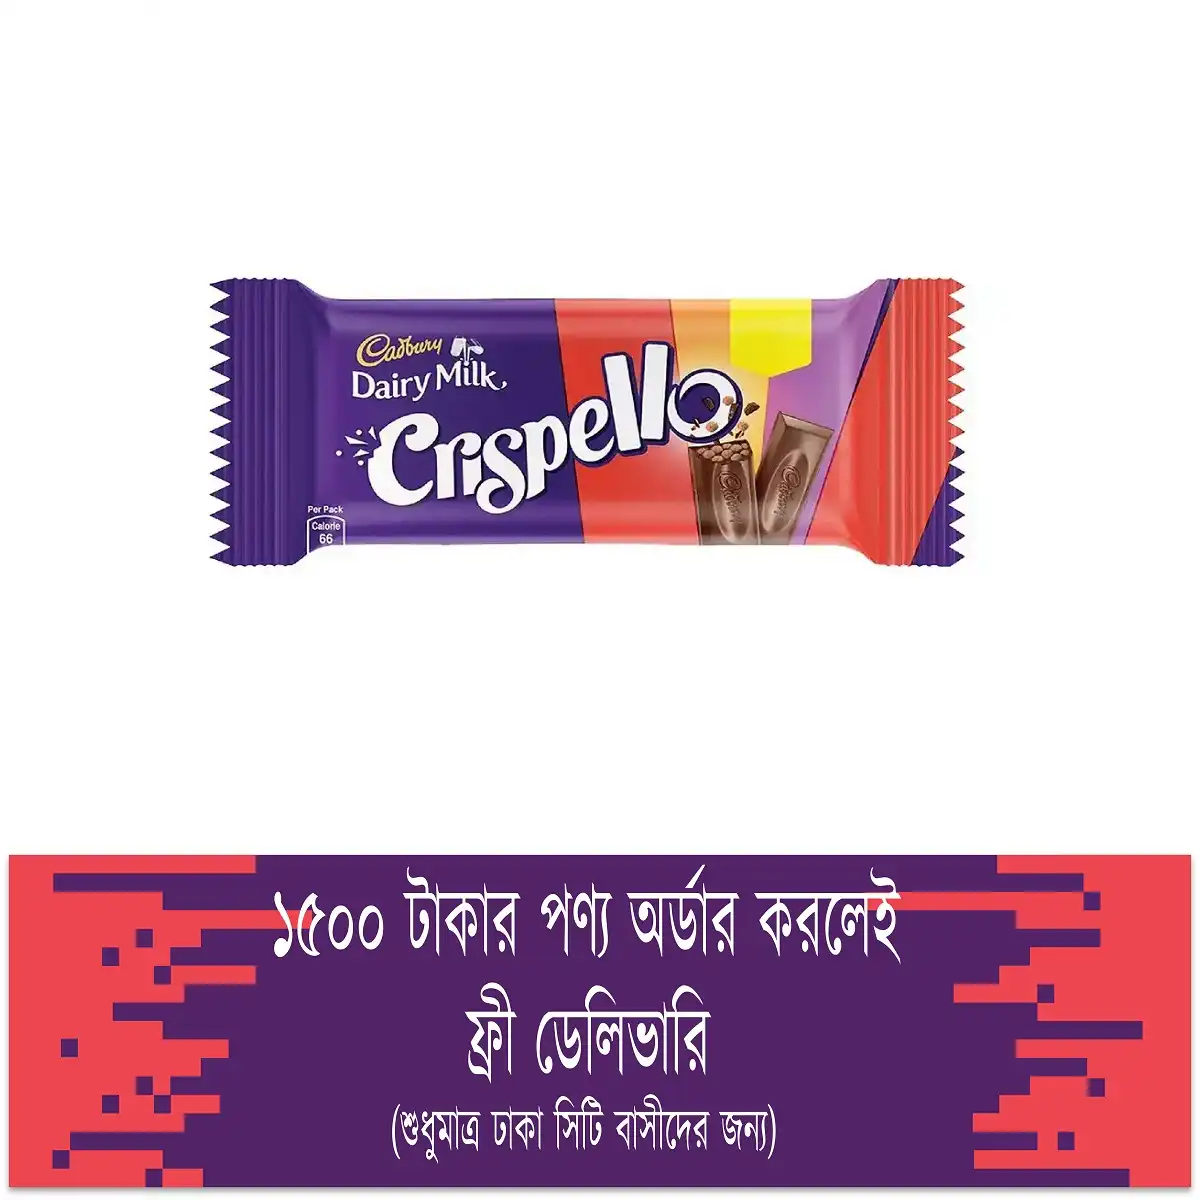 Cadbury
Dairy Milk
Crispello
Per Pack
Calorie
66
১৫০০ টাকার পণ্য অর্ডার করলেই
ফ্রী ডেলিভারি
(শুধুমাত্র ঢাকা সিটি বাসীদের জন্য)